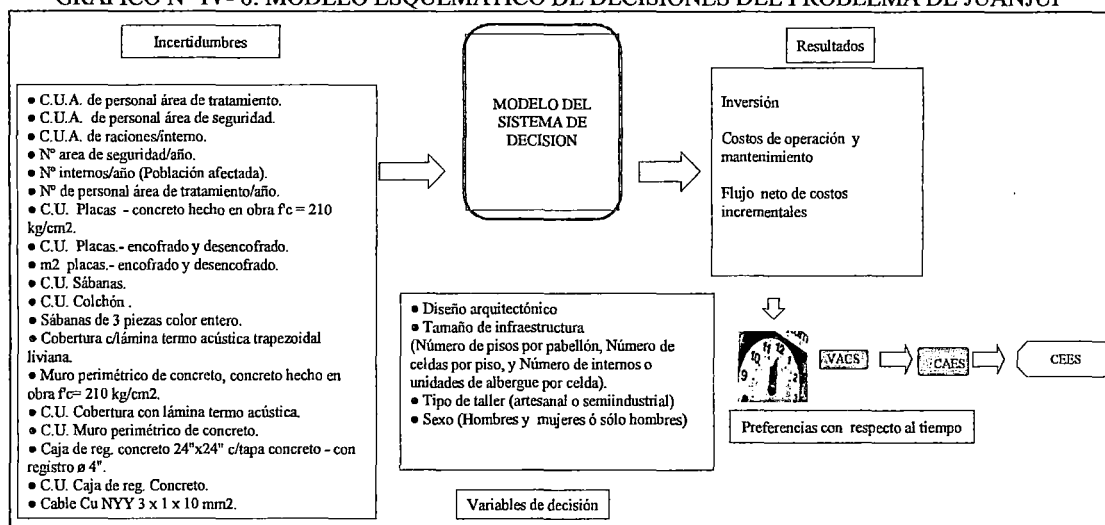 GRÁFICO N° IV- 6: MODELO ESQUEMÁTICO DE DECISIONES DEL PROBLEMA DE JUANJUI
Incertidumbres
• C.U.A. de personal área de tratamiento.
• C.U.A. de personal área de seguridad.
• C.U.A. de raciones/interno.
• N° area de seguridad/año.
• N° internos/año (Población afectada).
• N° de personal área de tratamiento/año.
• C.U. Placas - concreto hecho en obra f'c = 210
kg/cm2.
• C.U. Placas.- encofrado y desencofrado.
• m2 placas.- encofrado y desencofrado.
• C.U. Sábanas.
• C.U. Colchón .
• Sábanas de 3 piezas color entero.
• Cobertura c/lámina termo acústica trapezoidal
liviana.
• Muro perimétrico de concreto, concreto hecho en
obra f'c= 210 kg/cm2.
• C.U. Cobertura con lámina termo acústica.
• C.U. Muro perimétrico de concreto.
• Caja de reg. concreto 24"x24" c/tapa concreto - con
registro ø 4".
• C.U. Caja de reg. Concreto.
• Cable Cu NYY 3 x 1 x 10 mm2.
MODELO DEL
SISTEMA DE
DECISION
Resultados
Inversión
Costos de operación y
mantenimiento
Flujo neto de costos
incrementales
• Diseño arquitectónico
• Tamaño de infraestructura
(Número de pisos por pabellón, Número de
celdas por piso, y Número de internos o
unidades de albergue por celda).
• Tipo de taller (artesanal o semiindustrial)
• Sexo (Hombres y mujeres ó sólo hombres)
Variables de decisión
11 12 1
10
9
VACS
CAES
CEES
Preferencias con respecto al tiempo